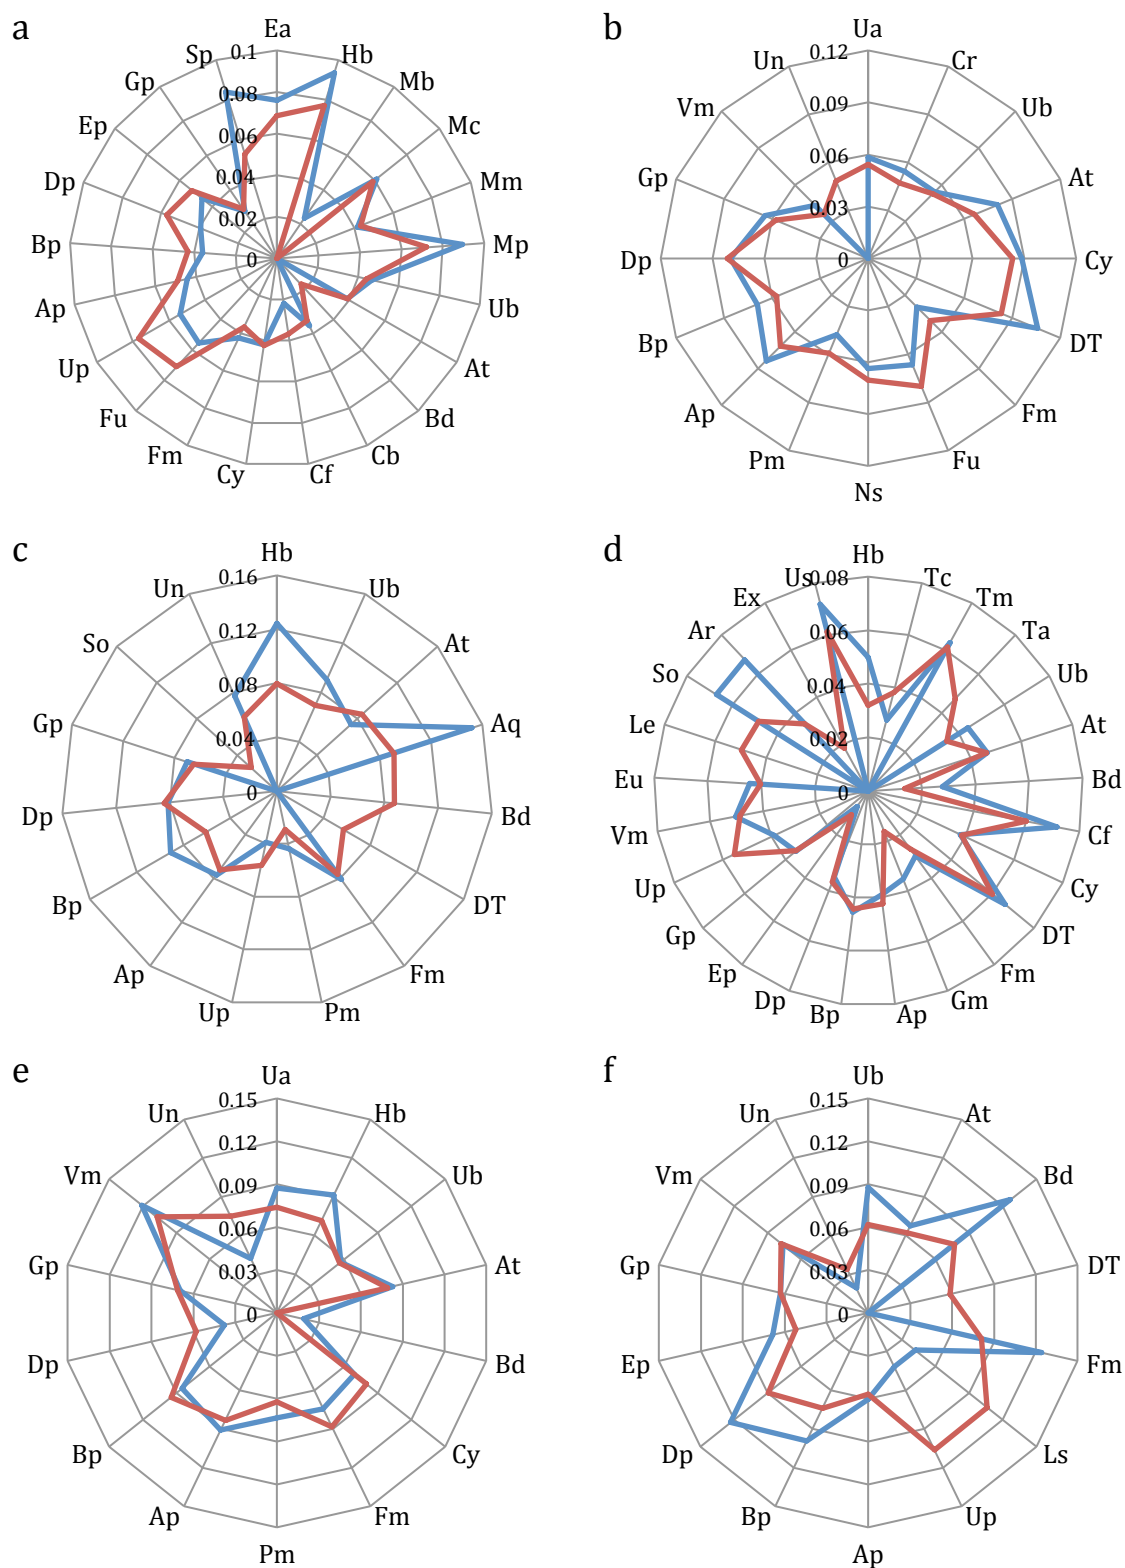 a
Ea
Hb
Mb
Mc
Mm
Mp
Ub
At
Bd
Cb
Cf
Cy
Fm
Fu
Up
Ap
Bp
Dp
Ep
Gp
Sp
0.1
0.08
0.06
0.04
0.02
0
b
Ua
Cr
Ub
At
Cy
DT
Fm
Fu
Ns
Pm
Ap
Bp
Dp
Gp
Vm
Un
0.12
0.09
0.06
0.03
0
c
Hb
Ub
At
Aq
Bd
DT
Fm
Pm
Up
Ap
Bp
Dp
Gp
So
Un
0.16
0.12
0.08
0.04
0
d
Hb
Tc
Tm
Ta
Ub
At
Bd
Cf
Cy
DT
Fm
Gm
Ap
Bp
Dp
Ep
Gp
Up
Vm
Eu
Le
So
Ar
Ex
Us
0.08
0.06
0.04
0.02
0
e
Ua
Hb
Ub
At
Bd
Cy
Fm
Pm
Ap
Bp
Dp
Gp
Vm
Un
0.15
0.12
0.09
0.06
0.03
0
f
Ub
At
Bd
DT
Fm
Ls
Up
Ap
Bp
Dp
Ep
Gp
Vm
Un
0.15
0.12
0.09
0.06
0.03
0